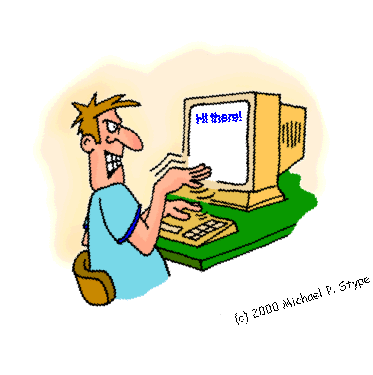 Hi there!
(c) 2000 Michael P. Stype